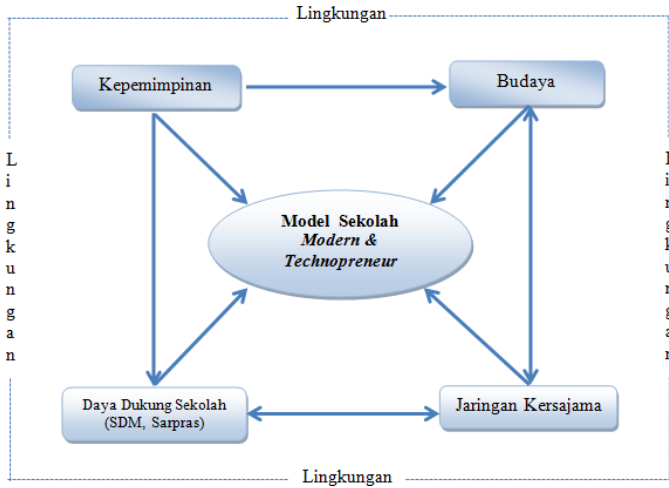 Lingkungan
Kepemimpinan
Budaya
Lingkungan
Model Sekolah
Modern &
Technopreneur
Daya Dukung Sekolah
(SDM, Sarpras)
Jaringan Kersajama
Lingkungan